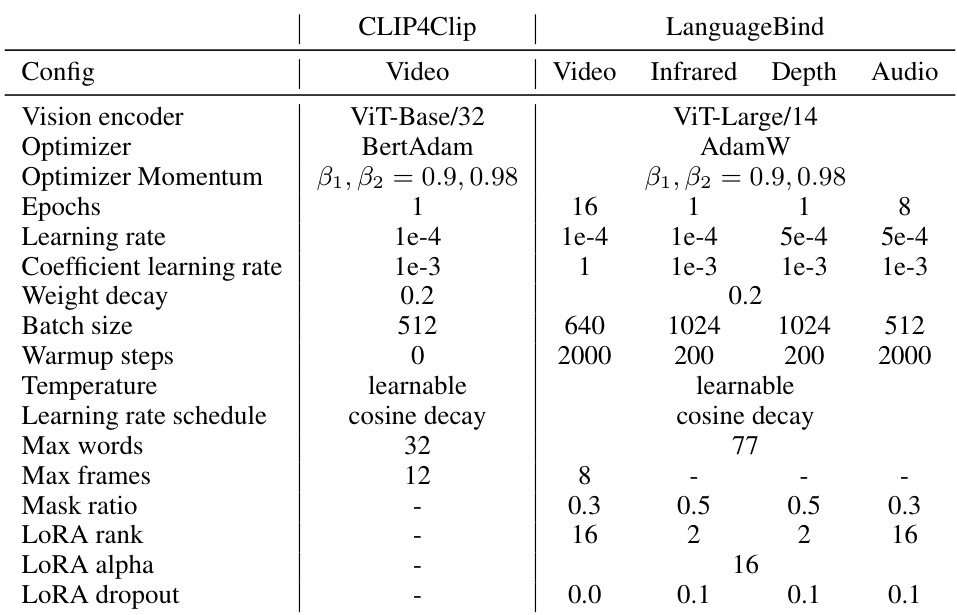 CLIP4Clip LanguageBind
Config Video Video Infrared Depth Audio
Vision encoder ViT-Base/32 ViT-Large/14
Optimizer BertAdam AdamW
Optimizer Momentum β₁, β₂ = 0.9, 0.98 β₁, β₂ = 0.9, 0.98
Epochs 1 16 1 1 8
Learning rate 1e-4 1e-4 1e-4 5e-4 5e-4
Coefficient learning rate 1e-3 1 1e-3 1e-3 1e-3
Weight decay 0.2 0.2
Batch size 512 640 1024 1024 512
Warmup steps 0 2000 200 200 2000
Temperature learnable learnable
Learning rate schedule cosine decay cosine decay
Max words 32 77
Max frames 12 8 - - -
Mask ratio - 0.3 0.5 0.5 0.3
LoRA rank - 16 2 2 16
LoRA alpha - 16
LoRA dropout - 0.0 0.1 0.1 0.1